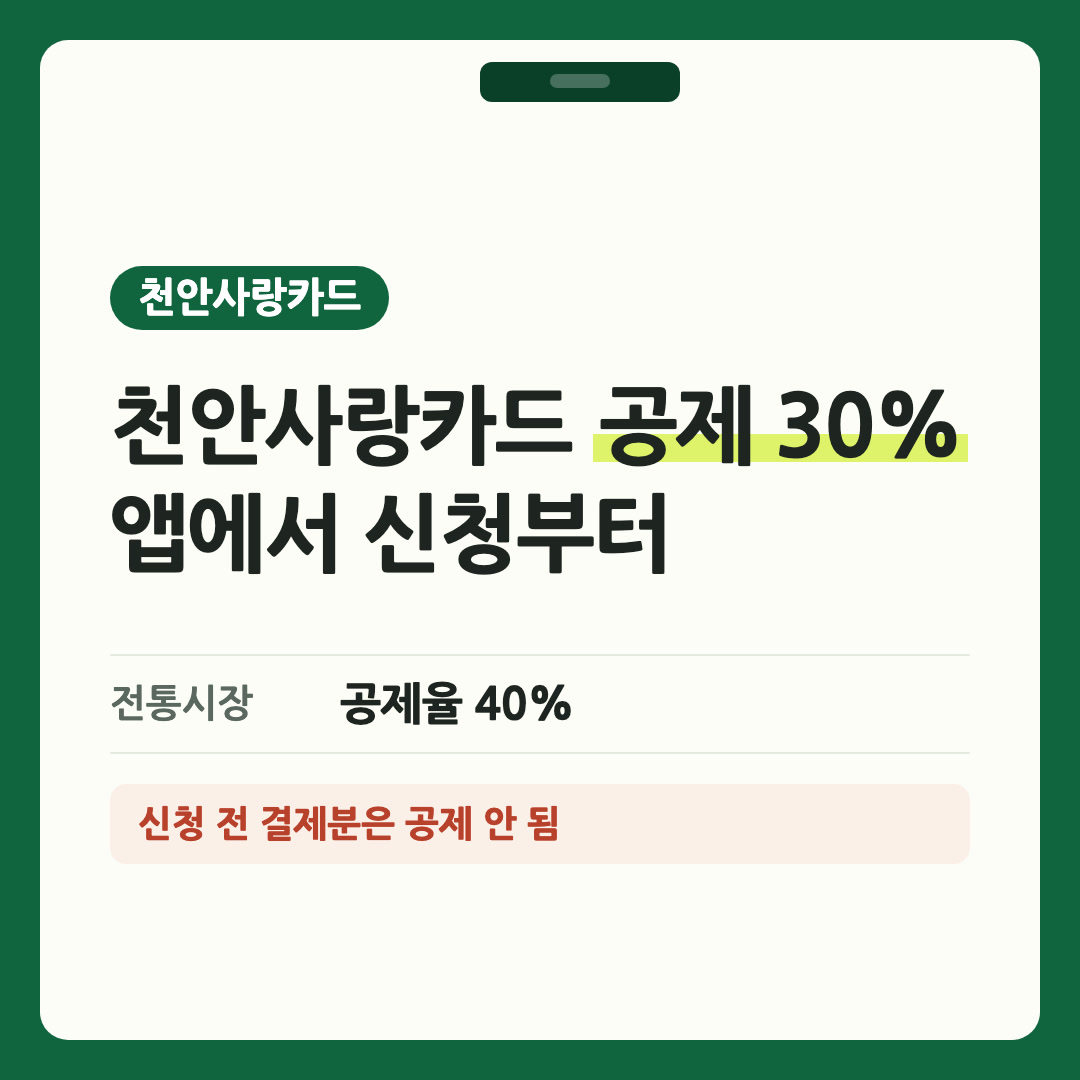 천안사랑카드
천안사랑카드 공제 30%
앱에서 신청부터
전통시장 공제율 40%
신청 전 결제분은 공제 안 됨